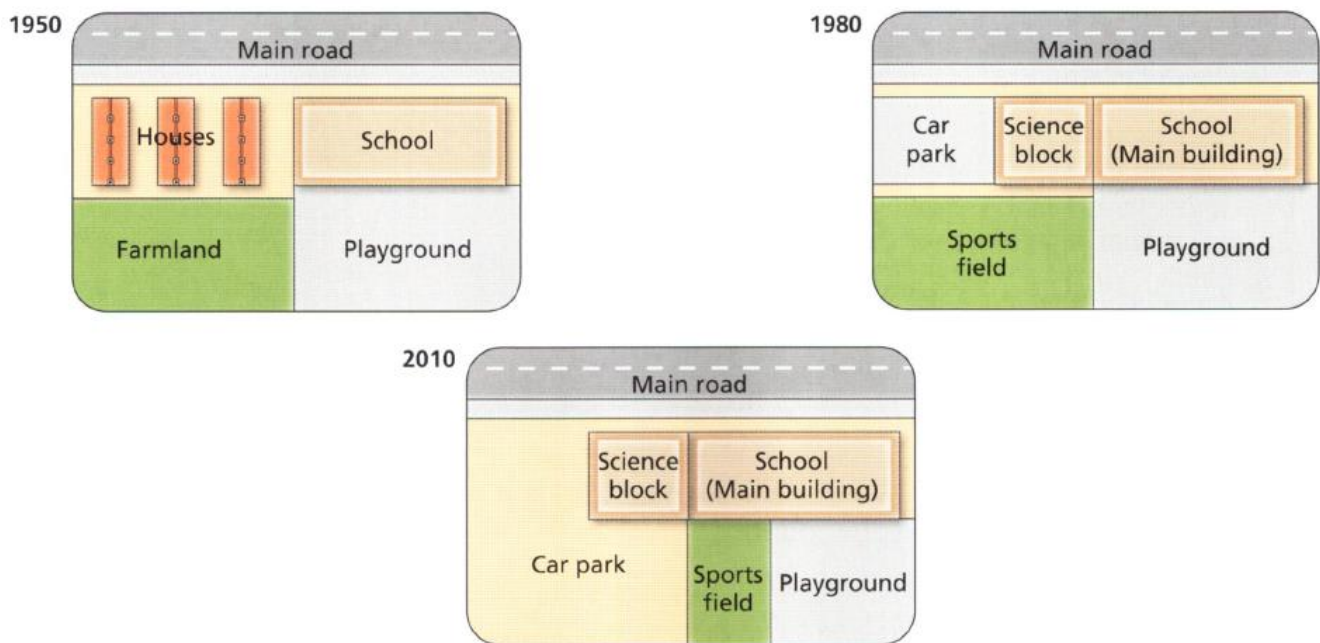 1950
Main road
Houses
School
Farmland
Playground
1980
Main road
Car
park
Science
block
School
(Main building)
Sports
field
Playground
2010
Main road
Science
block
School
(Main building)
Car park
Sports
field
Playground